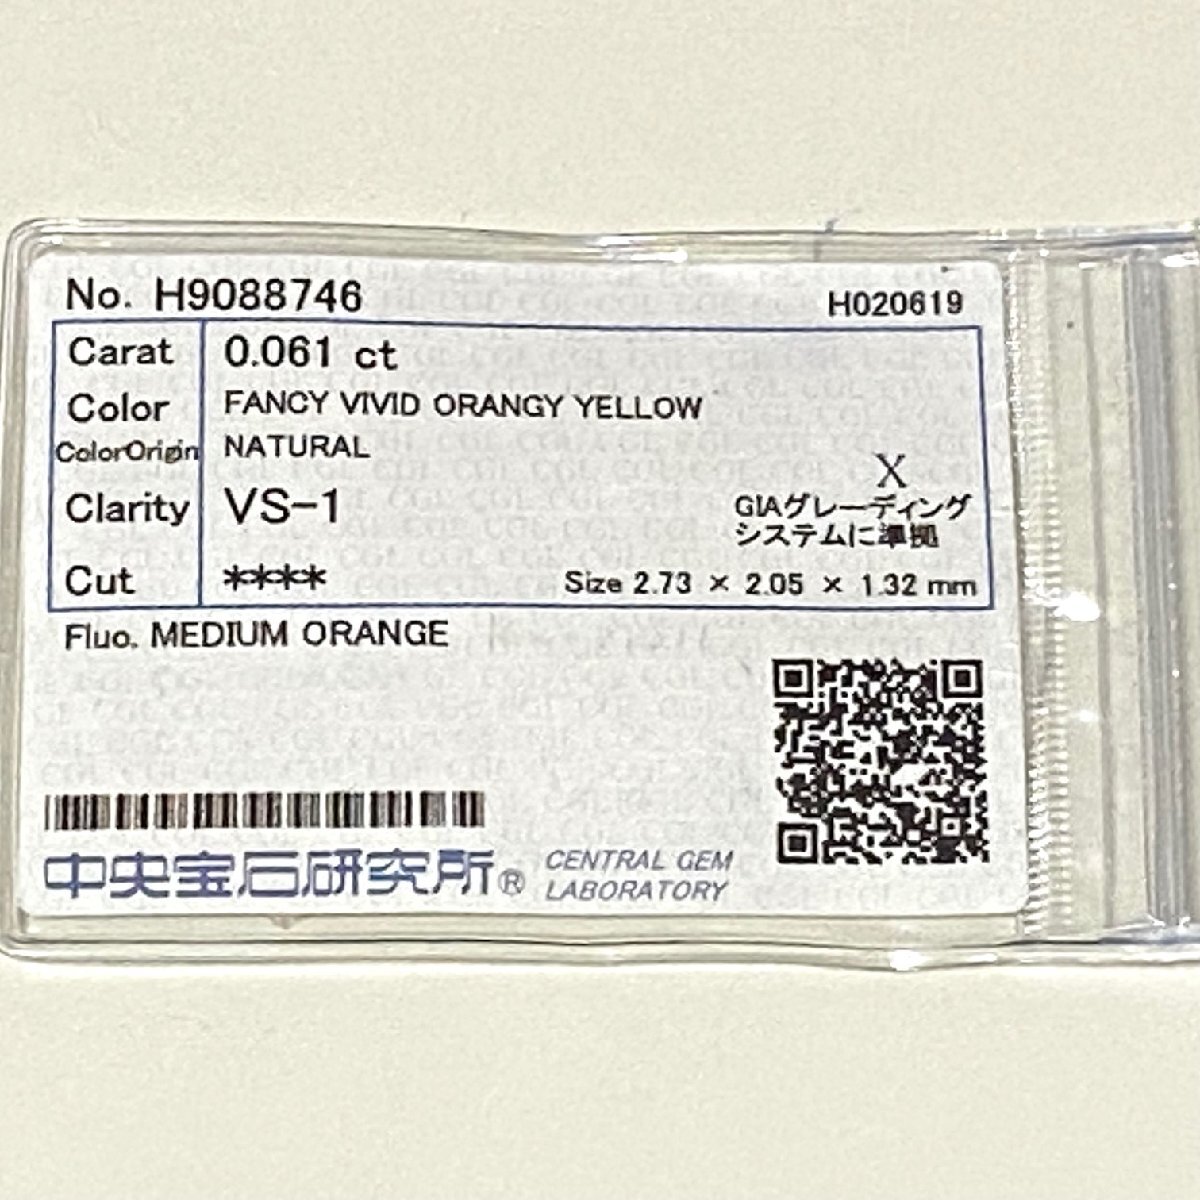 No. H9088746 H020619
Carat 0.061 ct
Color FANCY VIVID ORANGY YELLOW
ColorOrigin NATURAL
Clarity VS-1
X
GIAグレーディング
システムに準拠
Cut **** Size 2.73 × 2.05 × 1.32 mm
Fluo. MEDIUM ORANGE
中央宝石研究所® CENTRAL GEM
LABORATORY